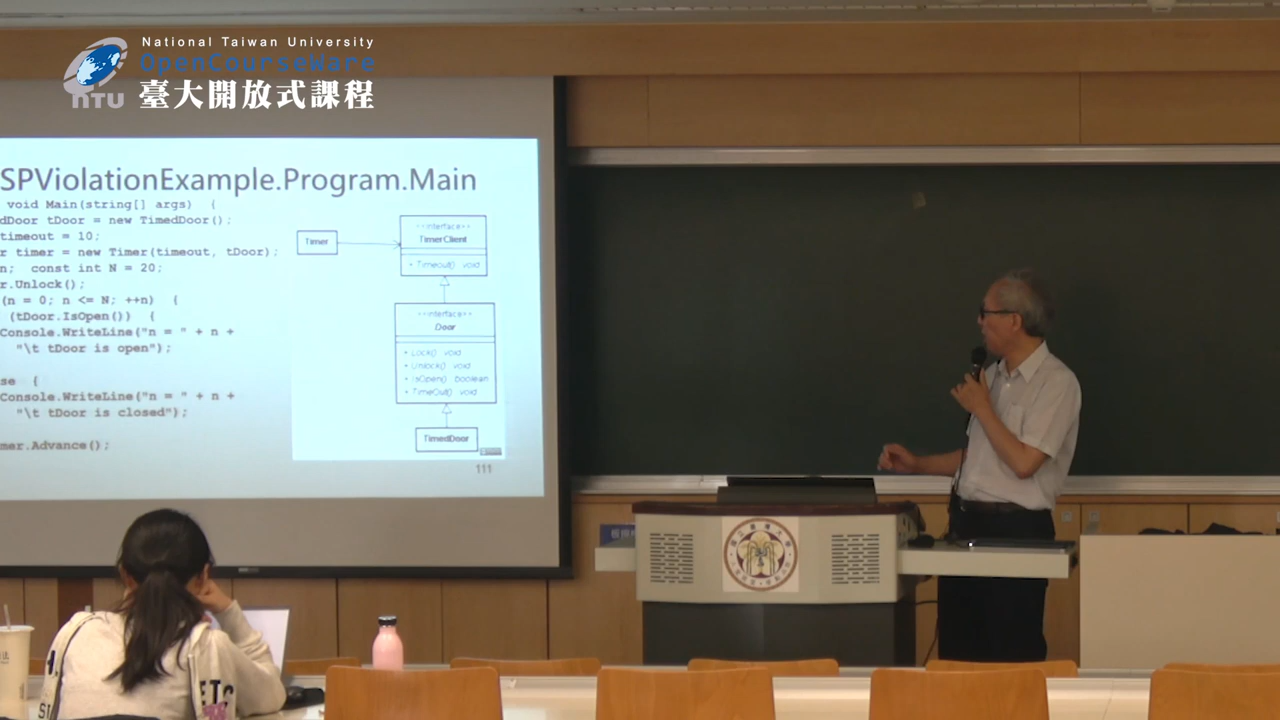 National Taiwan University
OpenCourseWare
臺大開放式課程
NTU
SPViolationExample.Program.Main
void Main(string[] args) {
dDoor tDoor = new TimedDoor();
timeout = 10;
r timer = new Timer(timeout, tDoor);
n; const int N = 20;
r.Unlock();
(n = 0; n <= N; ++n) {
(tDoor.IsOpen()) {
Console.WriteLine("n = " + n +
"\t tDoor is open");
se {
Console.WriteLine("n = " + n +
"\t tDoor is closed");
mer.Advance();
Timer
<<interface>>
TimerClient
+ Timeout() void
<<interface>>
Door
+ Lock() void
+ Unlock() void
+ IsOpen() boolean
+ TimeOut() void
TimedDoor
111